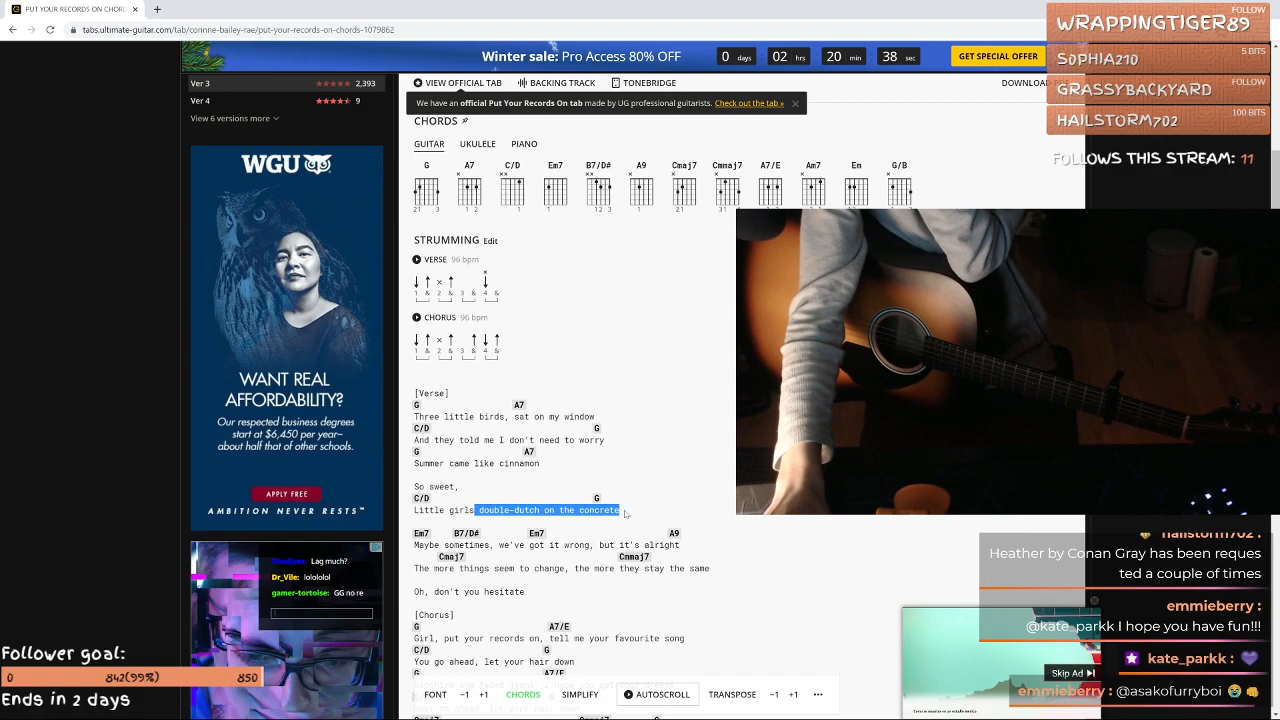 PUT YOUR RECORDS ON CHORDS
tabs.ultimate-guitar.com/tab/corinne-bailey-rae/put-your-records-on-chords-1079862
Winter sale: Pro Access 80% OFF
0 days : 02 hrs : 20 min : 38 sec
GET SPECIAL OFFER
WRAPPINGTIGER89
FOLLOW
SOPHIA210
5 BITS
GRASSYBACKYARD
FOLLOW
HAILSTORM702
100 BITS
FOLLOWS THIS STREAM: 11
Ver 3 2,393
Ver 4 9
View 6 versions more
VIEW OFFICIAL TAB BACKING TRACK TONEBRIDGE
We have an official Put Your Records On tab made by UG professional guitarists. Check out the tab »
CHORDS
GUITAR UKULELE PIANO
G A7 C/D Em7 B7/D# A9 Cmaj7 Cmmaj7 A7/E Am7 Em G/B
STRUMMING Edit
VERSE 96 bpm
1 & 2 & 3 & 4 &
CHORUS 96 bpm
1 & 2 & 3 & 4 &
[Verse]
G A7
Three little birds, sat on my window
C/D G
And they told me I don't need to worry
G A7
Summer came like cinnamon
So sweet,
C/D G
Little girls double-dutch on the concrete
Em7 B7/D# Em7 A9
Maybe sometimes, we've got it wrong, but it's alright
Cmaj7 Cmmaj7
The more things seem to change, the more they stay the same
Oh, don't you hesitate
[Chorus]
G A7/E
Girl, put your records on, tell me your favourite song
C/D G
You go ahead, let your hair down
G A7/E
FONT −1 +1 CHORDS SIMPLIFY AUTOSCROLL TRANSPOSE −1 +1
WGU
WANT REAL
AFFORDABILITY?
Our respected business degrees
start at $6,450 per year–
about half that of other schools.
APPLY FREE
AMBITION. NOW REAL
Lag much?
Dr_Vile: lolololol
gamer-tortoise: GG no re
Follower goal:
0 842(99%) 850
Ends in 2 days
hailstorm702 :
Heather by Conan Gray has been reques
ted a couple of times
emmieberry :
@kate_parkk I hope you have fun!!!
kate_parkk : 💜
emmieberry : @asakofurryboi 😭👊
Skip Ad